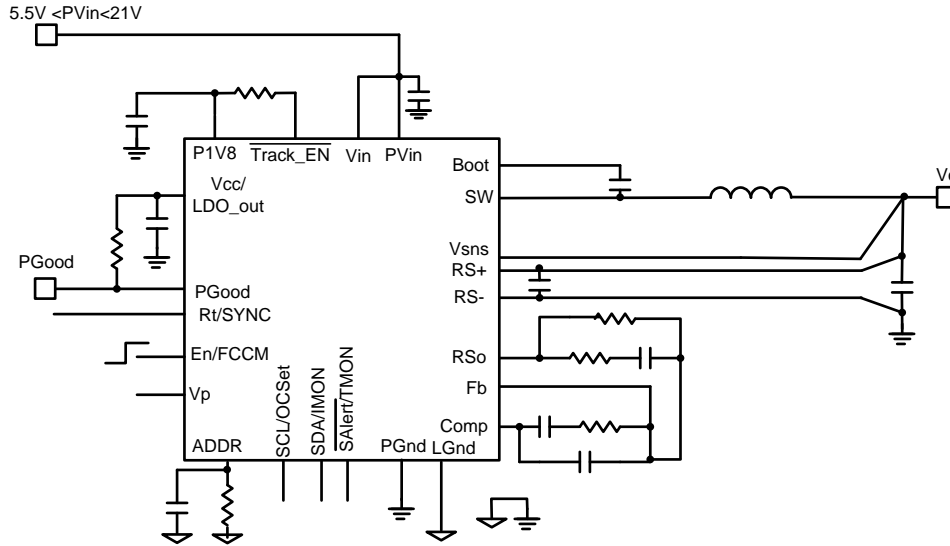 5.5V <PVin<21V
P1V8
Track_EN
Vin
PVin
Boot
Vcc/
LDO_out
SW
Vsns
PGood
RS+
PGood
RS-
Rt/SYNC
En/FCCM
RSo
Fb
Vp
SCL/OCSet
SDA/IMON
SAlert/TMON
Comp
ADDR
PGnd
LGnd